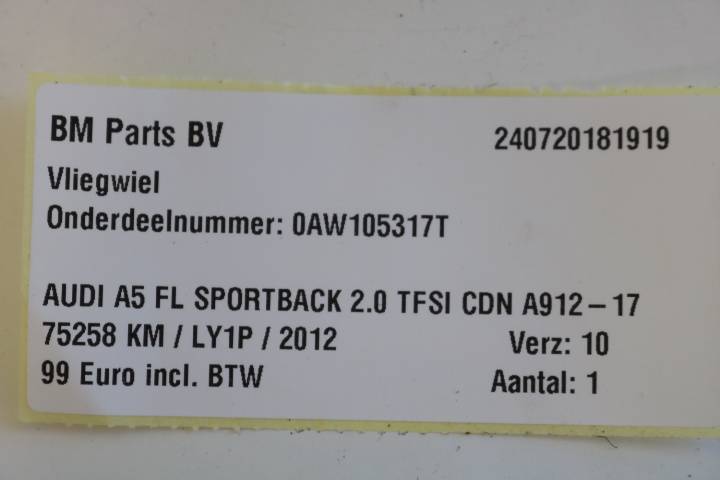 BM Parts BV 240720181919
Vliegwiel
Onderdeelnummer: 0AW105317T
AUDI A5 FL SPORTBACK 2.0 TFSI CDN A912-17
75258 KM / LY1P / 2012 Verz: 10
99 Euro incl. BTW Aantal: 1